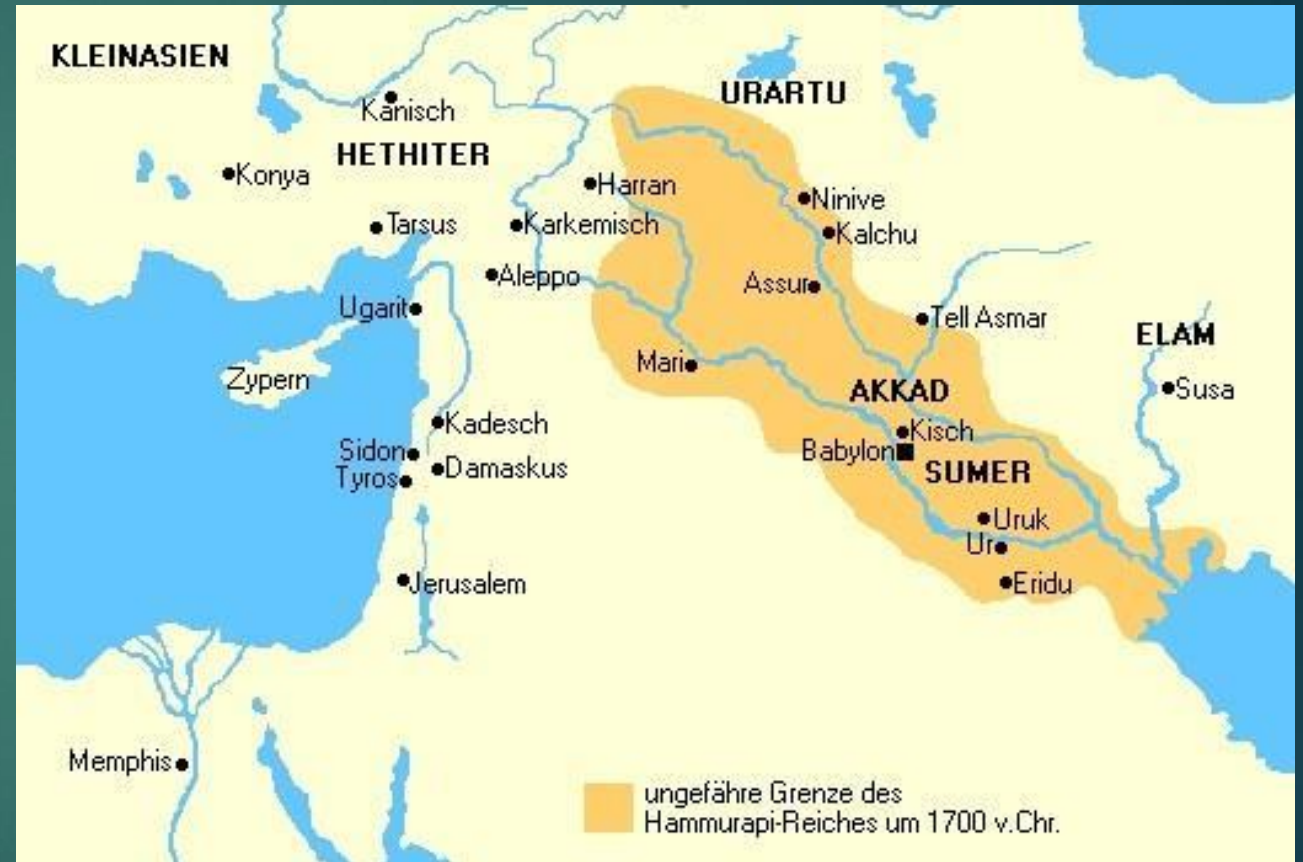 KLEINASIEN
URARTU
Kanisch
HETHITER
Konya
Harran
Ninive
Tarsus
Karkemisch
Kalchu
Aleppo
Assur
Ugarit
Tell Asmar
ELAM
Mari
Zypern
AKKAD
Susa
Kadesch
Kisch
Sidon
Babylon
Damaskus
SUMER
Tyros
Uruk
Ur
Jerusalem
Eridu
Memphis
ungefähre Grenze des
Hammurapi-Reiches um 1700 v.Chr.